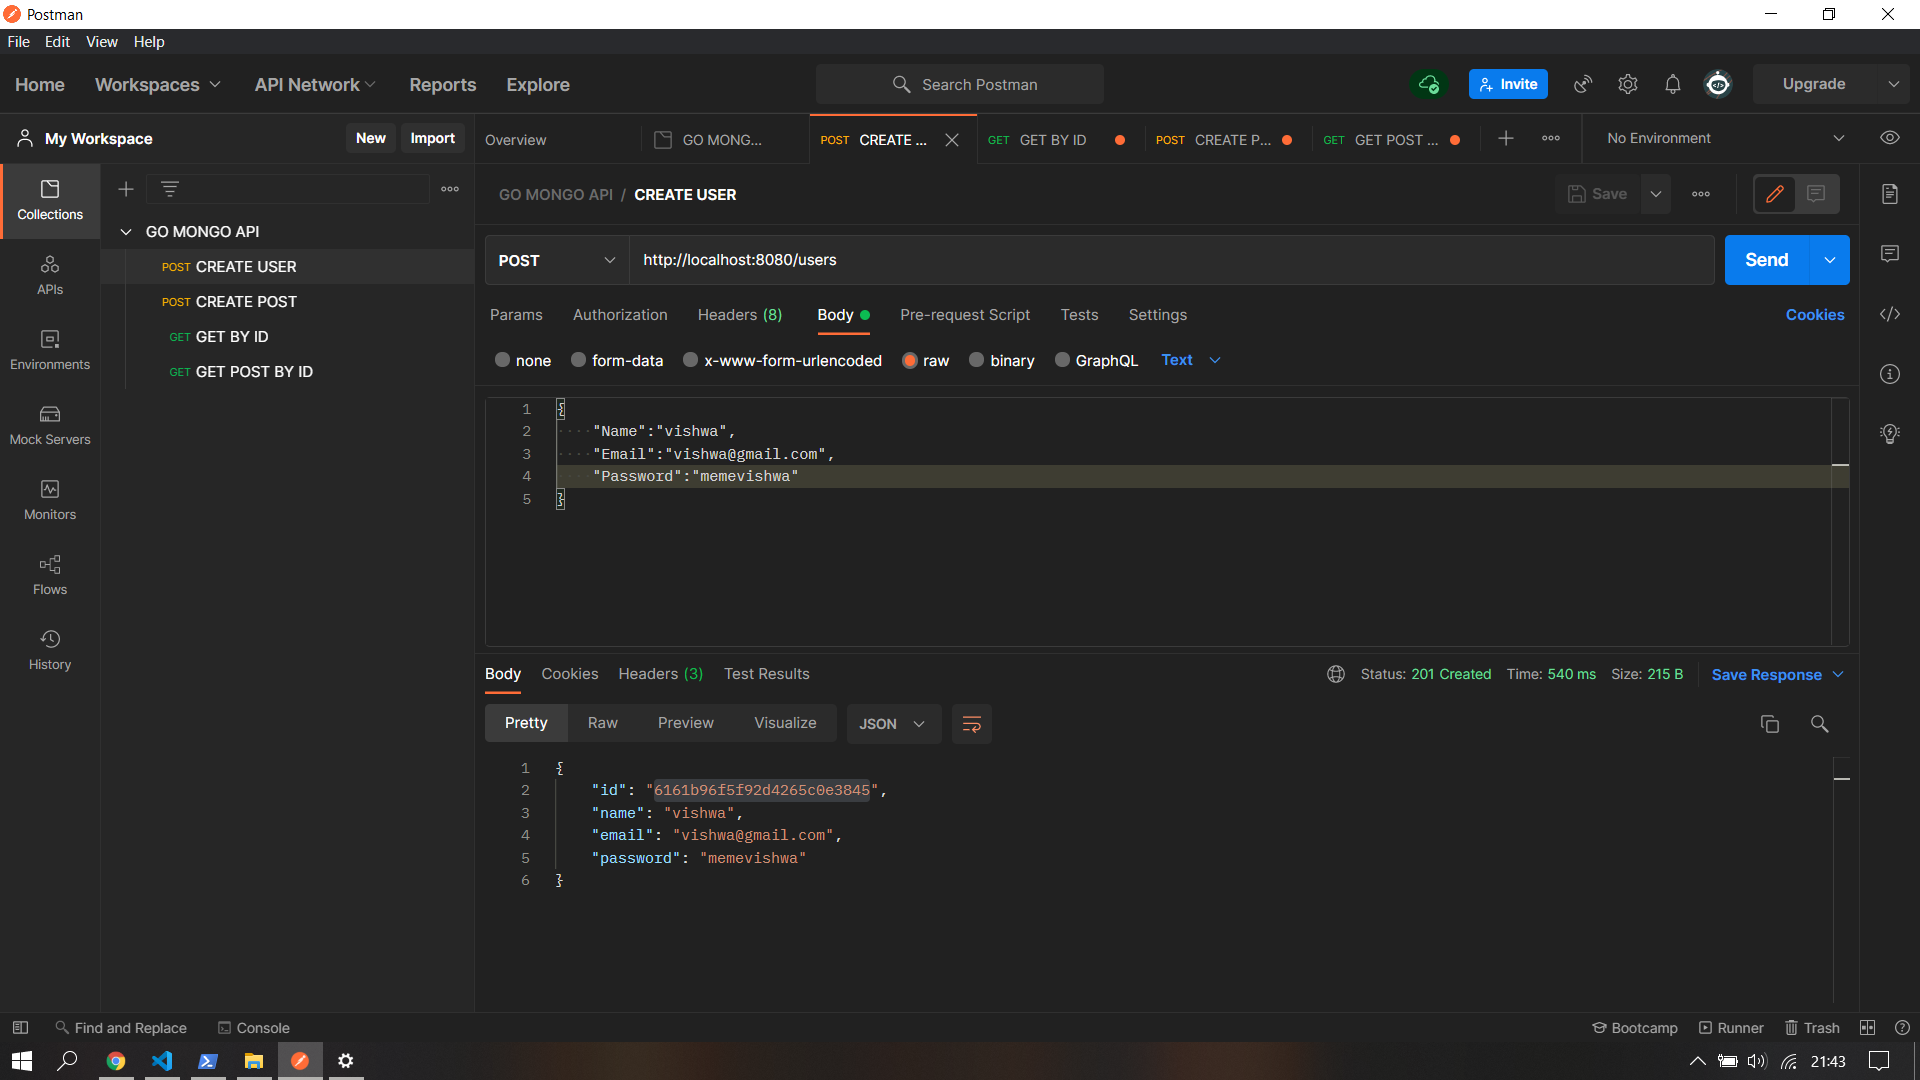 Postman
File Edit View Help
Home Workspaces API Network Reports Explore Search Postman Invite Upgrade
My Workspace New Import Overview GO MONG... POST CREATE ... GET GET BY ID POST CREATE P... GET GET POST ... No Environment
GO MONGO API / CREATE USER Save
Collections
GO MONGO API
POST CREATE USER
POST CREATE POST
GET GET BY ID
GET GET POST BY ID
APIs
Environments
Mock Servers
Monitors
Flows
History
POST http://localhost:8080/users Send
Params Authorization Headers (8) Body Pre-request Script Tests Settings Cookies
none form-data x-www-form-urlencoded raw binary GraphQL Text
1 {
2 "Name":"vishwa",
3 "Email":"vishwa@gmail.com",
4 "Password":"memevishwa"
5 }
Body Cookies Headers (3) Test Results Status: 201 Created Time: 540 ms Size: 215 B Save Response
Pretty Raw Preview Visualize JSON
1 {
2 "id": "6161b96f5f92d4265c0e3845",
3 "name": "vishwa",
4 "email": "vishwa@gmail.com",
5 "password": "memevishwa"
6 }
Find and Replace Console Bootcamp Runner Trash
21:43